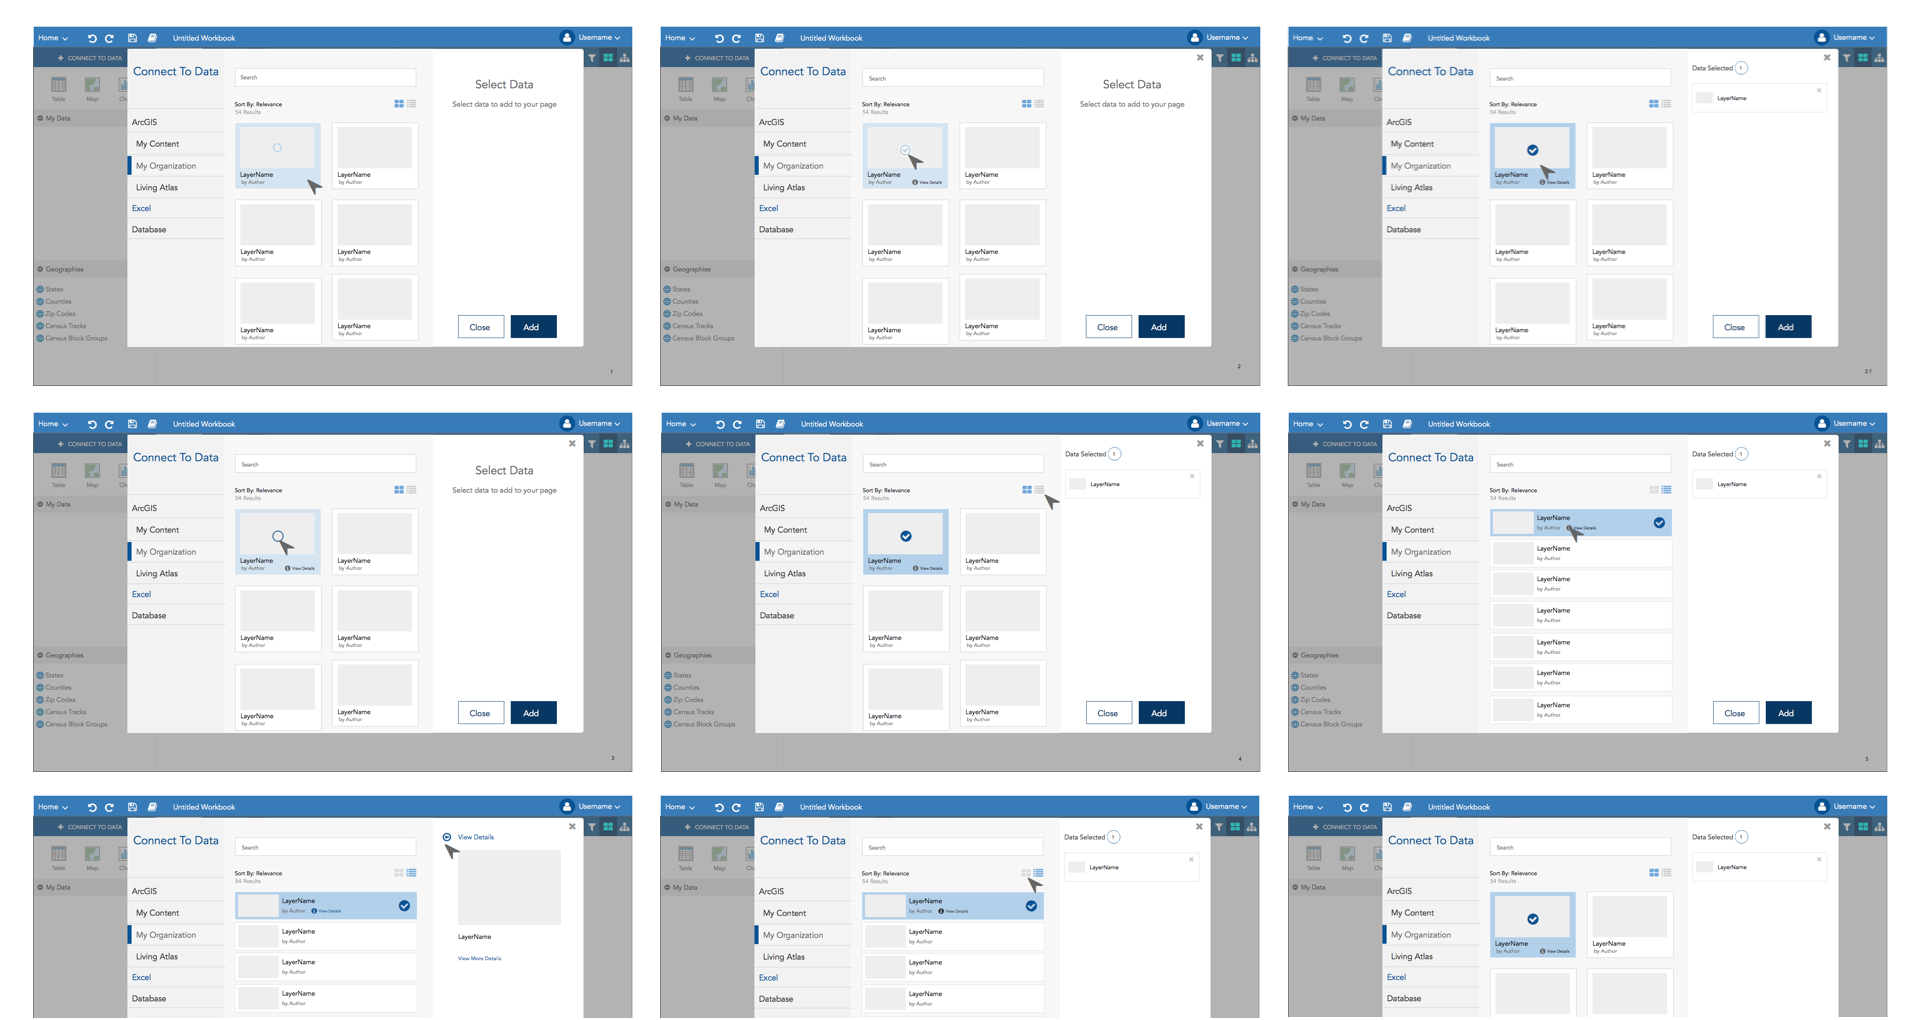 Home
Untitled Workbook
Username
+ CONNECT TO DATA
Connect To Data
Search
Select Data
Select data to add to your page
Sort By: Relevance
54 Results
Table
Map
My Data
ArcGIS
My Content
My Organization
Living Atlas
Excel
Database
LayerName
by Author
LayerName
by Author
LayerName
by Author
LayerName
by Author
LayerName
by Author
LayerName
by Author
Geographies
States
Counties
Zip Codes
Census Tracks
Census Block Groups
Close
Add
1
Home
Untitled Workbook
Username
+ CONNECT TO DATA
Connect To Data
Search
Select Data
Select data to add to your page
Sort By: Relevance
54 Results
Table
Map
My Data
ArcGIS
My Content
My Organization
Living Atlas
Excel
Database
LayerName
by Author
View Details
LayerName
by Author
LayerName
by Author
LayerName
by Author
LayerName
by Author
LayerName
by Author
Geographies
States
Counties
Zip Codes
Census Tracks
Census Block Groups
Close
Add
2
Home
Untitled Workbook
Username
+ CONNECT TO DATA
Connect To Data
Search
Data Selected 1
LayerName
Sort By: Relevance
54 Results
Table
Map
My Data
ArcGIS
My Content
My Organization
Living Atlas
Excel
Database
LayerName
by Author
View Details
LayerName
by Author
LayerName
by Author
LayerName
by Author
LayerName
by Author
LayerName
by Author
Geographies
States
Counties
Zip Codes
Census Tracks
Census Block Groups
Close
Add
Home
Untitled Workbook
Username
+ CONNECT TO DATA
Connect To Data
Search
Select Data
Select data to add to your page
Sort By: Relevance
54 Results
Table
Map
My Data
ArcGIS
My Content
My Organization
Living Atlas
Excel
Database
LayerName
by Author
View Details
LayerName
by Author
LayerName
by Author
LayerName
by Author
LayerName
by Author
LayerName
by Author
Geographies
States
Counties
Zip Codes
Census Tracks
Census Block Groups
Close
Add
3
Home
Untitled Workbook
Username
+ CONNECT TO DATA
Connect To Data
Search
Data Selected 1
LayerName
Sort By: Relevance
54 Results
Table
Map
My Data
ArcGIS
My Content
My Organization
Living Atlas
Excel
Database
LayerName
by Author
View Details
LayerName
by Author
LayerName
by Author
LayerName
by Author
LayerName
by Author
LayerName
by Author
Geographies
States
Counties
Zip Codes
Census Tracks
Census Block Groups
Close
Add
4
Home
Untitled Workbook
Username
+ CONNECT TO DATA
Connect To Data
Search
Data Selected 1
LayerName
Sort By: Relevance
54 Results
Table
Map
My Data
ArcGIS
My Content
My Organization
Living Atlas
Excel
Database
LayerName
by Author
View Details
LayerName
by Author
LayerName
by Author
LayerName
by Author
LayerName
by Author
LayerName
by Author
LayerName
by Author
Geographies
States
Counties
Zip Codes
Census Tracks
Census Block Groups
Close
Add
5
Home
Untitled Workbook
Username
+ CONNECT TO DATA
Connect To Data
Search
View Details
Sort By: Relevance
54 Results
Table
Map
My Data
ArcGIS
My Content
My Organization
Living Atlas
Excel
Database
LayerName
by Author
View Details
LayerName
by Author
LayerName
by Author
LayerName
by Author
LayerName
View More Details
Home
Untitled Workbook
Username
+ CONNECT TO DATA
Connect To Data
Search
Data Selected 1
LayerName
Sort By: Relevance
54 Results
Table
Map
My Data
ArcGIS
My Content
My Organization
Living Atlas
Excel
Database
LayerName
by Author
View Details
LayerName
by Author
LayerName
by Author
LayerName
by Author
Home
Untitled Workbook
Username
+ CONNECT TO DATA
Connect To Data
Search
Data Selected 1
LayerName
Sort By: Relevance
54 Results
Table
Map
My Data
ArcGIS
My Content
My Organization
Living Atlas
Excel
Database
LayerName
by Author
View Details
LayerName
by Author